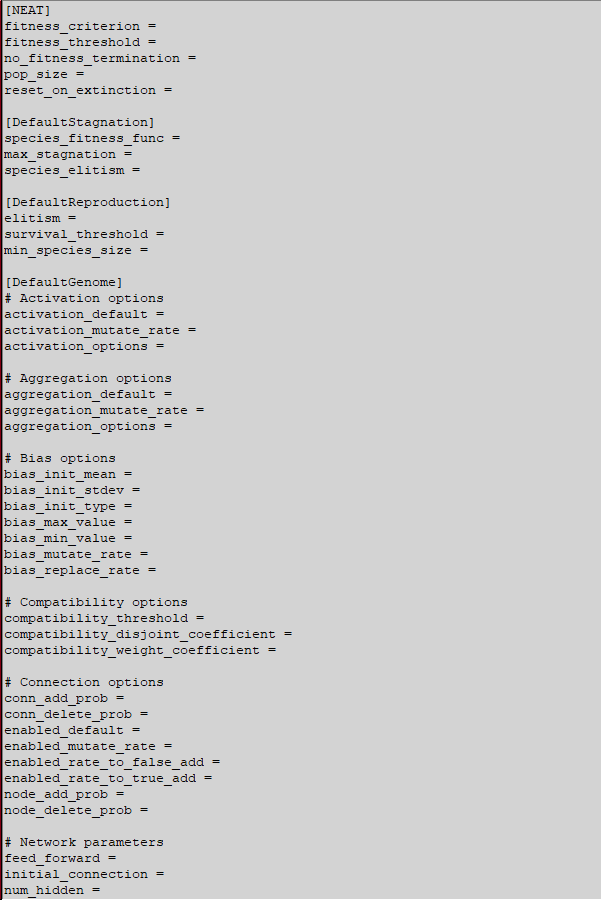 [NEAT]
fitness_criterion =
fitness_threshold =
no_fitness_termination =
pop_size =
reset_on_extinction =

[DefaultStagnation]
species_fitness_func =
max_stagnation =
species_elitism =

[DefaultReproduction]
elitism =
survival_threshold =
min_species_size =

[DefaultGenome]
# Activation options
activation_default =
activation_mutate_rate =
activation_options =

# Aggregation options
aggregation_default =
aggregation_mutate_rate =
aggregation_options =

# Bias options
bias_init_mean =
bias_init_stdev =
bias_init_type =
bias_max_value =
bias_min_value =
bias_mutate_rate =
bias_replace_rate =

# Compatibility options
compatibility_threshold =
compatibility_disjoint_coefficient =
compatibility_weight_coefficient =

# Connection options
conn_add_prob =
conn_delete_prob =
enabled_default =
enabled_mutate_rate =
enabled_rate_to_false_add =
enabled_rate_to_true_add =
node_add_prob =
node_delete_prob =

# Network parameters
feed_forward =
initial_connection =
num_hidden =